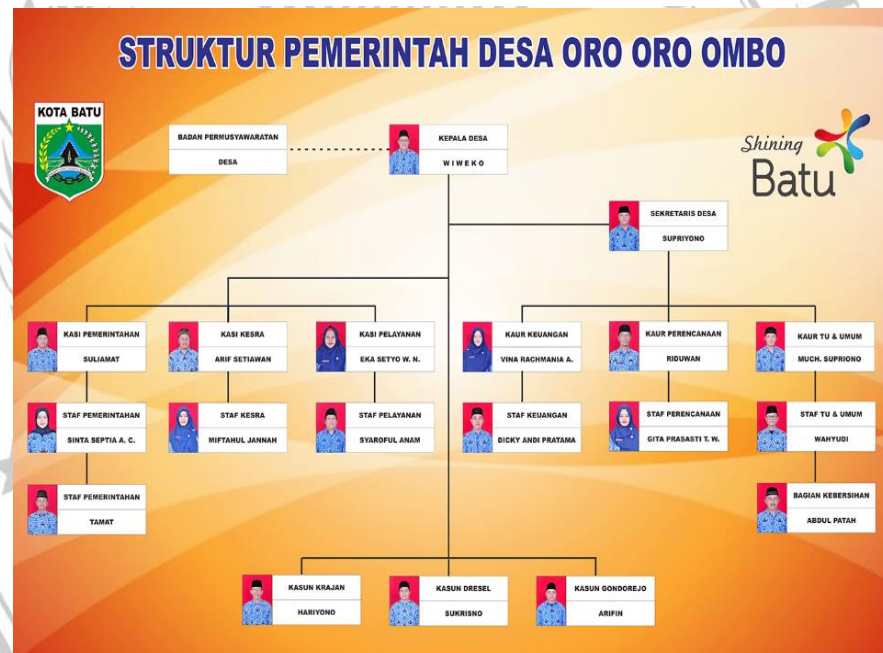 STRUKTUR PEMERINTAH DESA ORO ORO OMBO
KOTA BATU
BADAN PERMUSYAWARATAN
DESA
KEPALA DESA
W I W E K O
Shining
Batu
SEKRETARIS DESA
SUPRIYONO
KASI PEMERINTAHAN
SULIAMAT
KASI KESRA
ARIF SETIAWAN
KASI PELAYANAN
EKA SETYO W. N.
KAUR KEUANGAN
VINA RACHMANIA A.
KAUR PERENCANAAN
RIDUWAN
KAUR TU & UMUM
MUCH. SUPRIONO
STAF PEMERINTAHAN
SINTA SEPTIA A. C.
STAF KESRA
MIFTAHUL JANNAH
STAF PELAYANAN
SYAROFUL ANAM
STAF KEUANGAN
DICKY ANDI PRATAMA
STAF PERENCANAAN
GITA PRASASTI T. W.
STAF TU & UMUM
WAHYUDI
STAF PEMERINTAHAN
TAMAT
BAGIAN KEBERSIHAN
ABDUL PATAH
KASUN KRAJAN
HARIYONO
KASUN DRESEL
SUKRISNO
KASUN GONDOREJO
ARIFIN